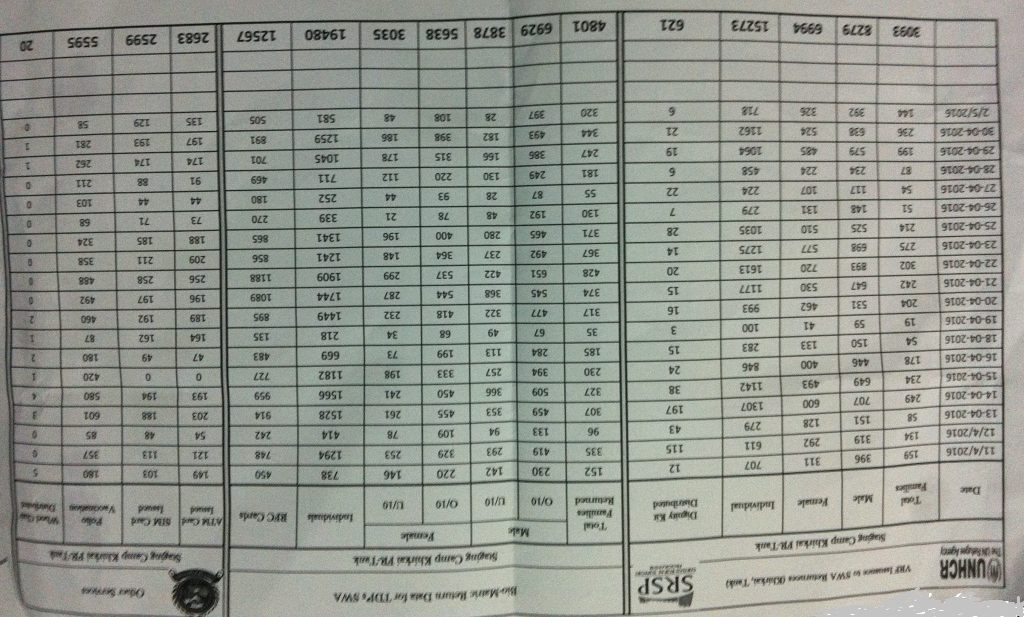 UNHCR
The UN Refugee Agency
VRF Issuance to SWA Returnees (Khirkai, Tank)
SRSP
Bio-Matric Return Data for TDP's SWA
Other Services
Staging Camp Khirkai FR-Tank
Staging Camp Khirkai FR-Tank
Staging Camp Khirkai FR-Tank
Date Total Families Male Female Individual Dignity Kit Distributed Total Families Returned Male Female Individuals RFC Cards ATM Card Issued SIM Card Issued Polio Vaccination
O/10 U/10 O/10 U/10
11/4/2016 159 396 311 707 12 152 230 142 220 146 738 450 149 103 180 5
12/4/2016 134 319 292 611 115 335 419 293 329 253 1294 748 121 113 357 0
13-04-2016 58 151 128 279 43 96 133 94 109 78 414 242 54 48 85 0
14-04-2016 249 707 600 1307 197 307 459 353 455 261 1528 914 203 188 601 3
15-04-2016 234 649 493 1142 38 327 509 366 450 241 1566 959 193 194 580 4
16-04-2016 178 446 400 846 24 230 394 257 333 198 1182 727 0 0 420 1
18-04-2016 54 150 133 283 15 185 284 113 199 73 669 483 47 49 180 2
19-04-2016 19 59 41 100 3 35 67 49 68 34 218 135 164 162 87 1
20-04-2016 204 531 462 993 16 317 477 322 418 232 1449 895 189 192 460 2
21-04-2016 242 647 530 1177 15 374 545 368 544 287 1744 1089 196 197 492 0
22-04-2016 302 893 720 1613 20 428 651 422 537 299 1909 1188 256 258 488 0
23-04-2016 275 698 577 1275 14 367 492 237 364 148 1241 856 209 211 358 0
25-04-2016 214 525 510 1035 28 371 465 280 400 196 1341 865 188 185 324 0
26-04-2016 51 148 131 279 7 130 192 48 78 21 339 270 73 71 68 0
27-04-2016 54 117 107 224 22 55 87 28 93 44 252 180 44 44 103 0
28-04-2016 87 234 224 458 6 181 249 130 220 112 711 469 91 88 211 0
29-04-2016 199 579 485 1064 19 247 386 166 315 178 1045 701 174 174 262 1
30-04-2016 236 638 524 1162 21 344 493 182 398 186 1259 891 197 193 281 1
2/5/2016 144 392 326 718 6 320 397 28 108 48 581 505 135 129 58 0
3093 8279 6994 15273 621 4801 6929 3878 5638 3035 19480 12567 2683 2599 5595 20